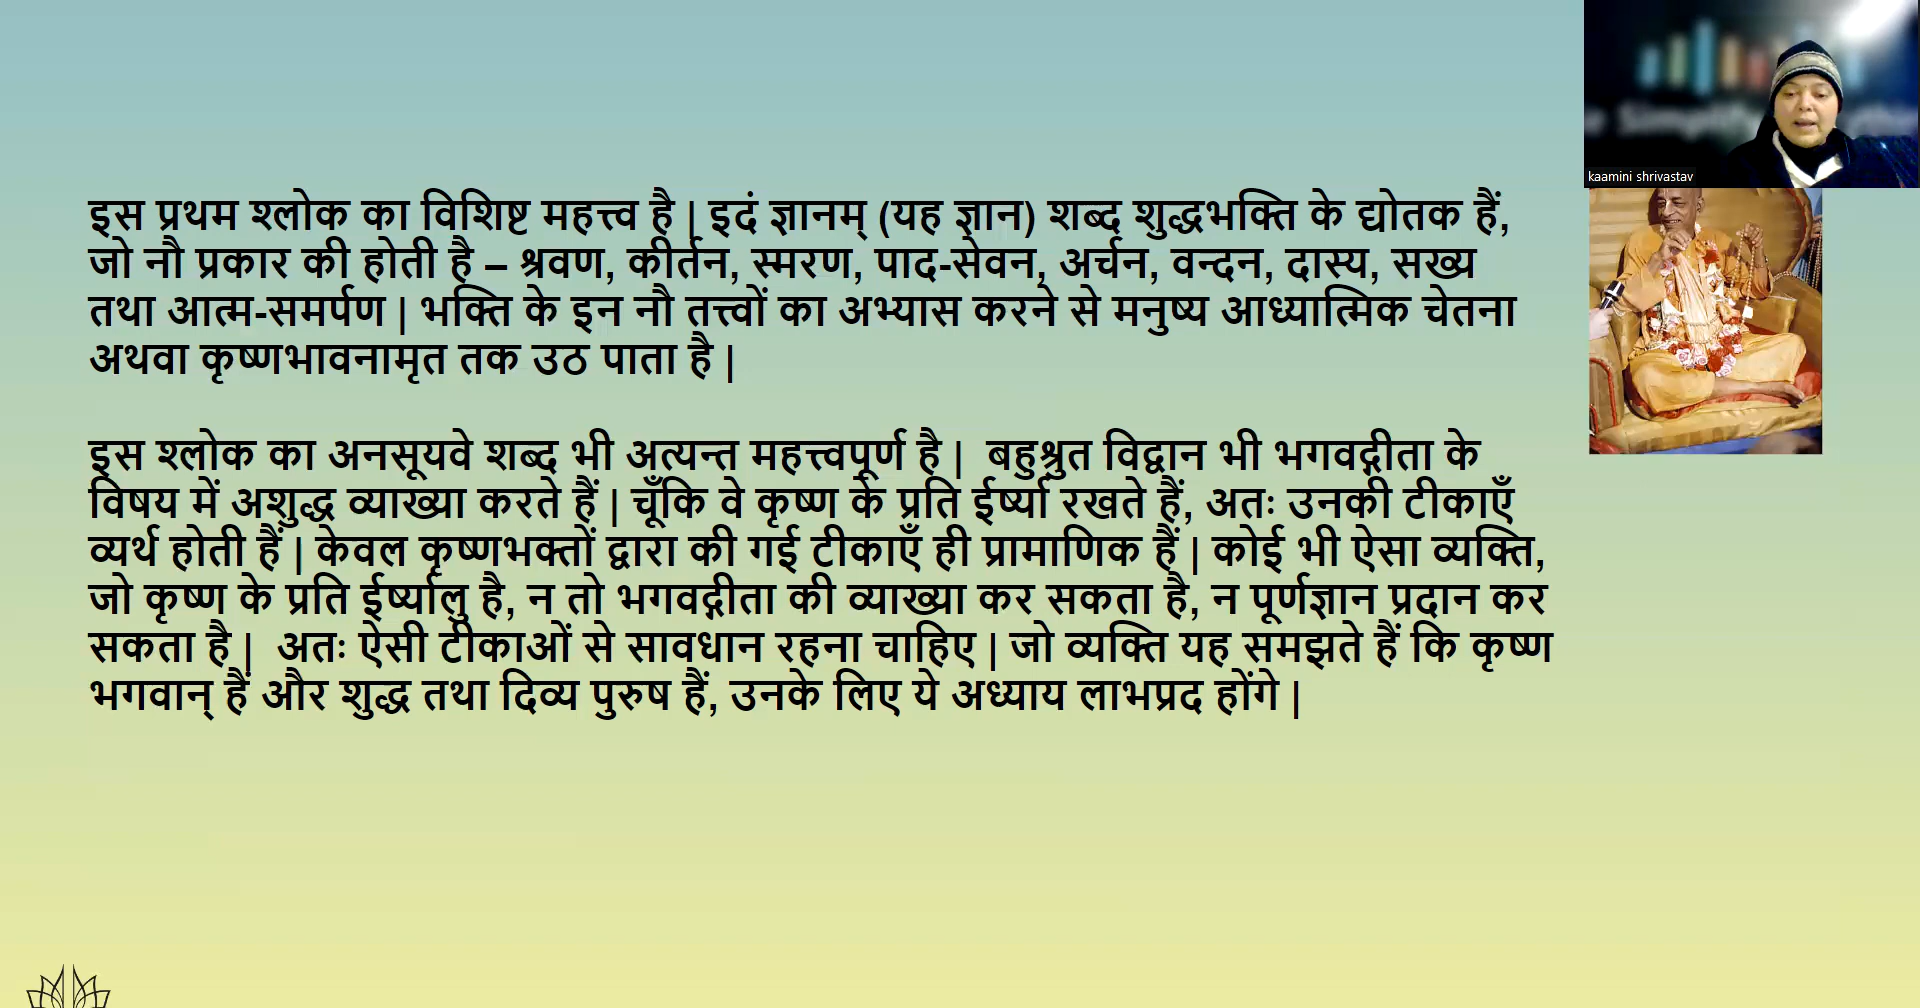 इस प्रथम श्लोक का विशिष्ट महत्त्व है | इदं ज्ञानम् (यह ज्ञान) शब्द शुद्धभक्ति के द्योतक हैं,
जो नौ प्रकार की होती है – श्रवण, कीर्तन, स्मरण, पाद-सेवन, अर्चन, वन्दन, दास्य, सख्य
तथा आत्म-समर्पण | भक्ति के इन नौ तत्त्वों का अभ्यास करने से मनुष्य आध्यात्मिक चेतना
अथवा कृष्णभावनामृत तक उठ पाता है |
इस श्लोक का अनसूयवे शब्द भी अत्यन्त महत्त्वपूर्ण है | बहुश्रुत विद्वान भी भगवद्गीता के
विषय में अशुद्ध व्याख्या करते हैं | चूँकि वे कृष्ण के प्रति ईर्ष्या रखते हैं, अतः उनकी टीकाएँ
व्यर्थ होती हैं | केवल कृष्णभक्तों द्वारा की गई टीकाएँ ही प्रामाणिक हैं | कोई भी ऐसा व्यक्ति,
जो कृष्ण के प्रति ईर्ष्यालु है, न तो भगवद्गीता की व्याख्या कर सकता है, न पूर्णज्ञान प्रदान कर
सकता है | अतः ऐसी टीकाओं से सावधान रहना चाहिए | जो व्यक्ति यह समझते हैं कि कृष्ण
भगवान् हैं और शुद्ध तथा दिव्य पुरुष हैं, उनके लिए ये अध्याय लाभप्रद होंगे |
kaamini shrivastav